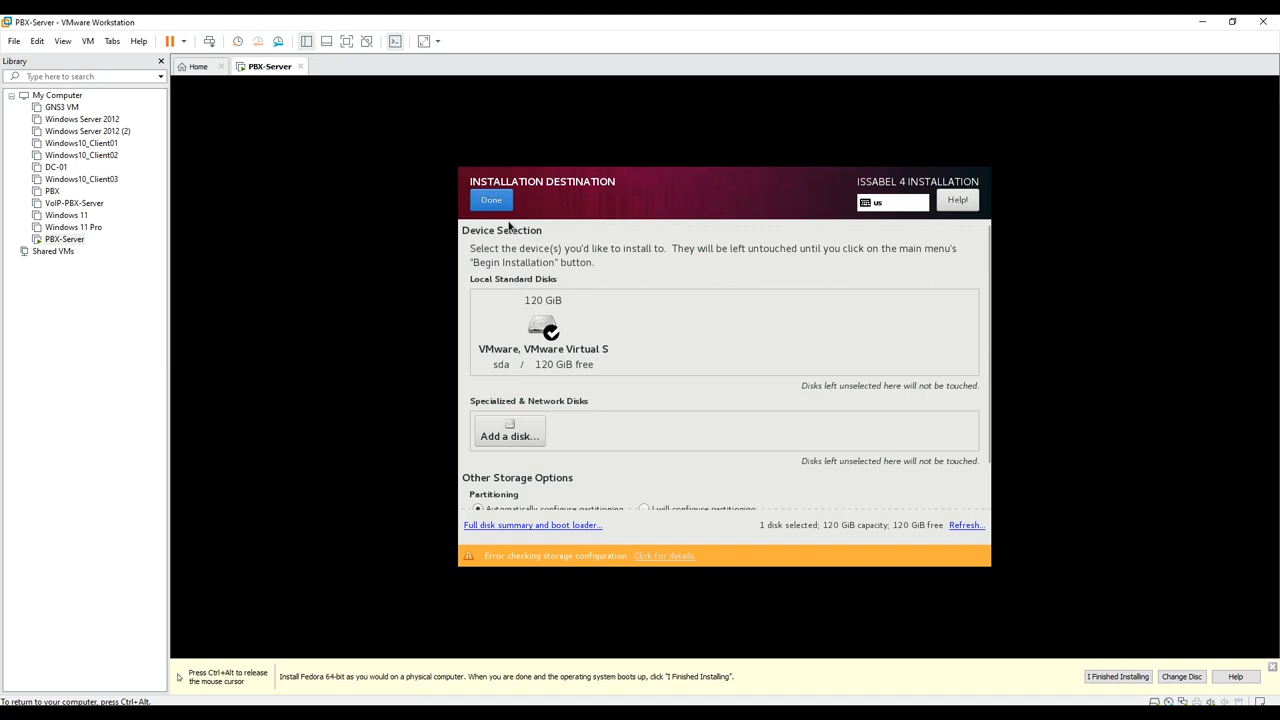 PBX-Server - VMware Workstation
File Edit View VM Tabs Help
Library
Type here to search
Home
PBX-Server
My Computer
GNS3 VM
Windows Server 2012
Windows Server 2012 (2)
Windows10_Client01
Windows10_Client02
DC-01
Windows10_Client03
PBX
VoIP-PBX-Server
Windows 11
Windows 11 Pro
PBX-Server
Shared VMs
INSTALLATION DESTINATION
ISSABEL 4 INSTALLATION
Done
us
Help!
Device Selection
Select the device(s) you'd like to install to. They will be left untouched until you click on the main menu's
"Begin Installation" button.
Local Standard Disks
120 GiB
VMware, VMware Virtual S
sda / 120 GiB free
Disks left unselected here will not be touched.
Specialized & Network Disks
Add a disk...
Disks left unselected here will not be touched.
Other Storage Options
Partitioning
Automatically configure partitioning. I will configure partitioning.
Full disk summary and boot loader...
1 disk selected; 120 GiB capacity; 120 GiB free Refresh...
Error checking storage configuration. Click for details.
Press Ctrl+Alt to release
the mouse cursor
Install Fedora 64-bit as you would on a physical computer. When you are done and the operating system boots up, click "I Finished Installing".
I Finished Installing
Change Disc
Help
To return to your computer, press Ctrl+Alt.